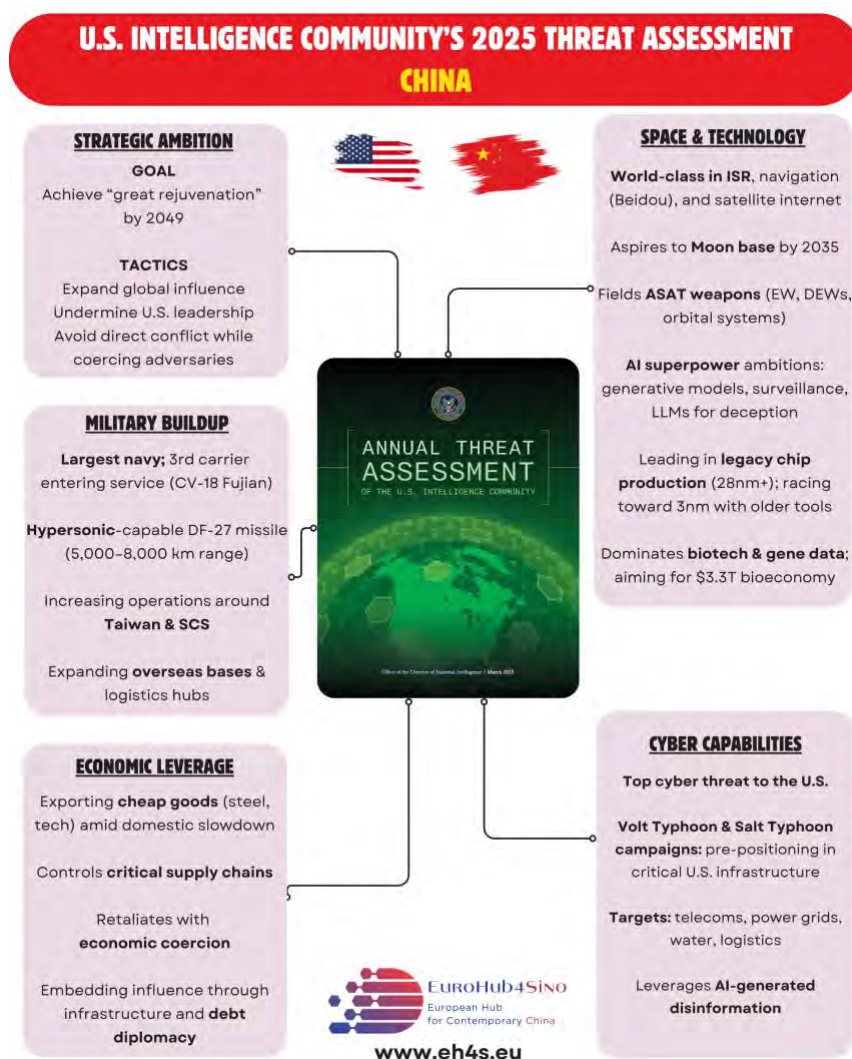 U.S. INTELLIGENCE COMMUNITY'S 2025 THREAT ASSESSMENT
CHINA
STRATEGIC AMBITION
GOAL
Achieve “great rejuvenation”
by 2049
TACTICS
Expand global influence
Undermine U.S. leadership
Avoid direct conflict while
coercing adversaries
MILITARY BUILDUP
Largest navy; 3rd carrier
entering service (CV-18 Fujian)
Hypersonic-capable DF-27 missile
(5,000–8,000 km range)
Increasing operations around
Taiwan & SCS
Expanding overseas bases &
logistics hubs
ECONOMIC LEVERAGE
Exporting cheap goods (steel,
tech) amid domestic slowdown
Controls critical supply chains
Retaliates with
economic coercion
Embedding influence through
infrastructure and debt
diplomacy
ANNUAL THREAT
ASSESSMENT
OF THE U.S. INTELLIGENCE COMMUNITY
Office of the Director of National Intelligence | March 2025
SPACE & TECHNOLOGY
World-class in ISR, navigation
(Beidou), and satellite internet
Aspires to Moon base by 2035
Fields ASAT weapons (EW, DEWs,
orbital systems)
AI superpower ambitions:
generative models, surveillance,
LLMs for deception
Leading in legacy chip
production (28nm+); racing
toward 3nm with older tools
Dominates biotech & gene data;
aiming for $3.3T bioeconomy
CYBER CAPABILITIES
Top cyber threat to the U.S.
Volt Typhoon & Salt Typhoon
campaigns: pre-positioning in
critical U.S. infrastructure
Targets: telecoms, power grids,
water, logistics
Leverages AI-generated
disinformation
EuroHub4Sino
European Hub
for Contemporary China
www.eh4s.eu